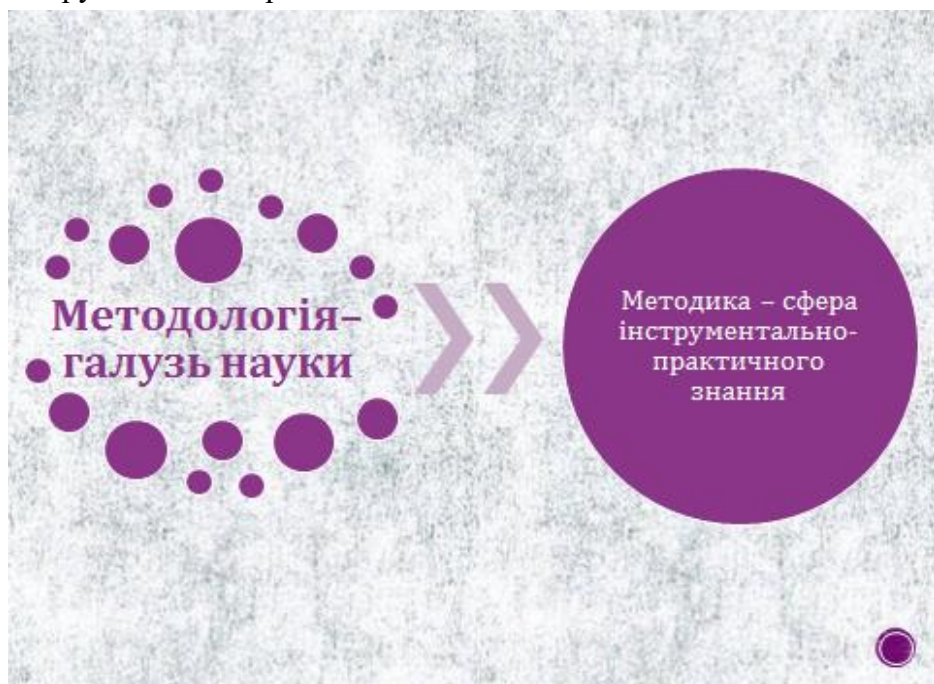 Методологія–
галузь науки
Методика – сфера
інструментально-
практичного
знання